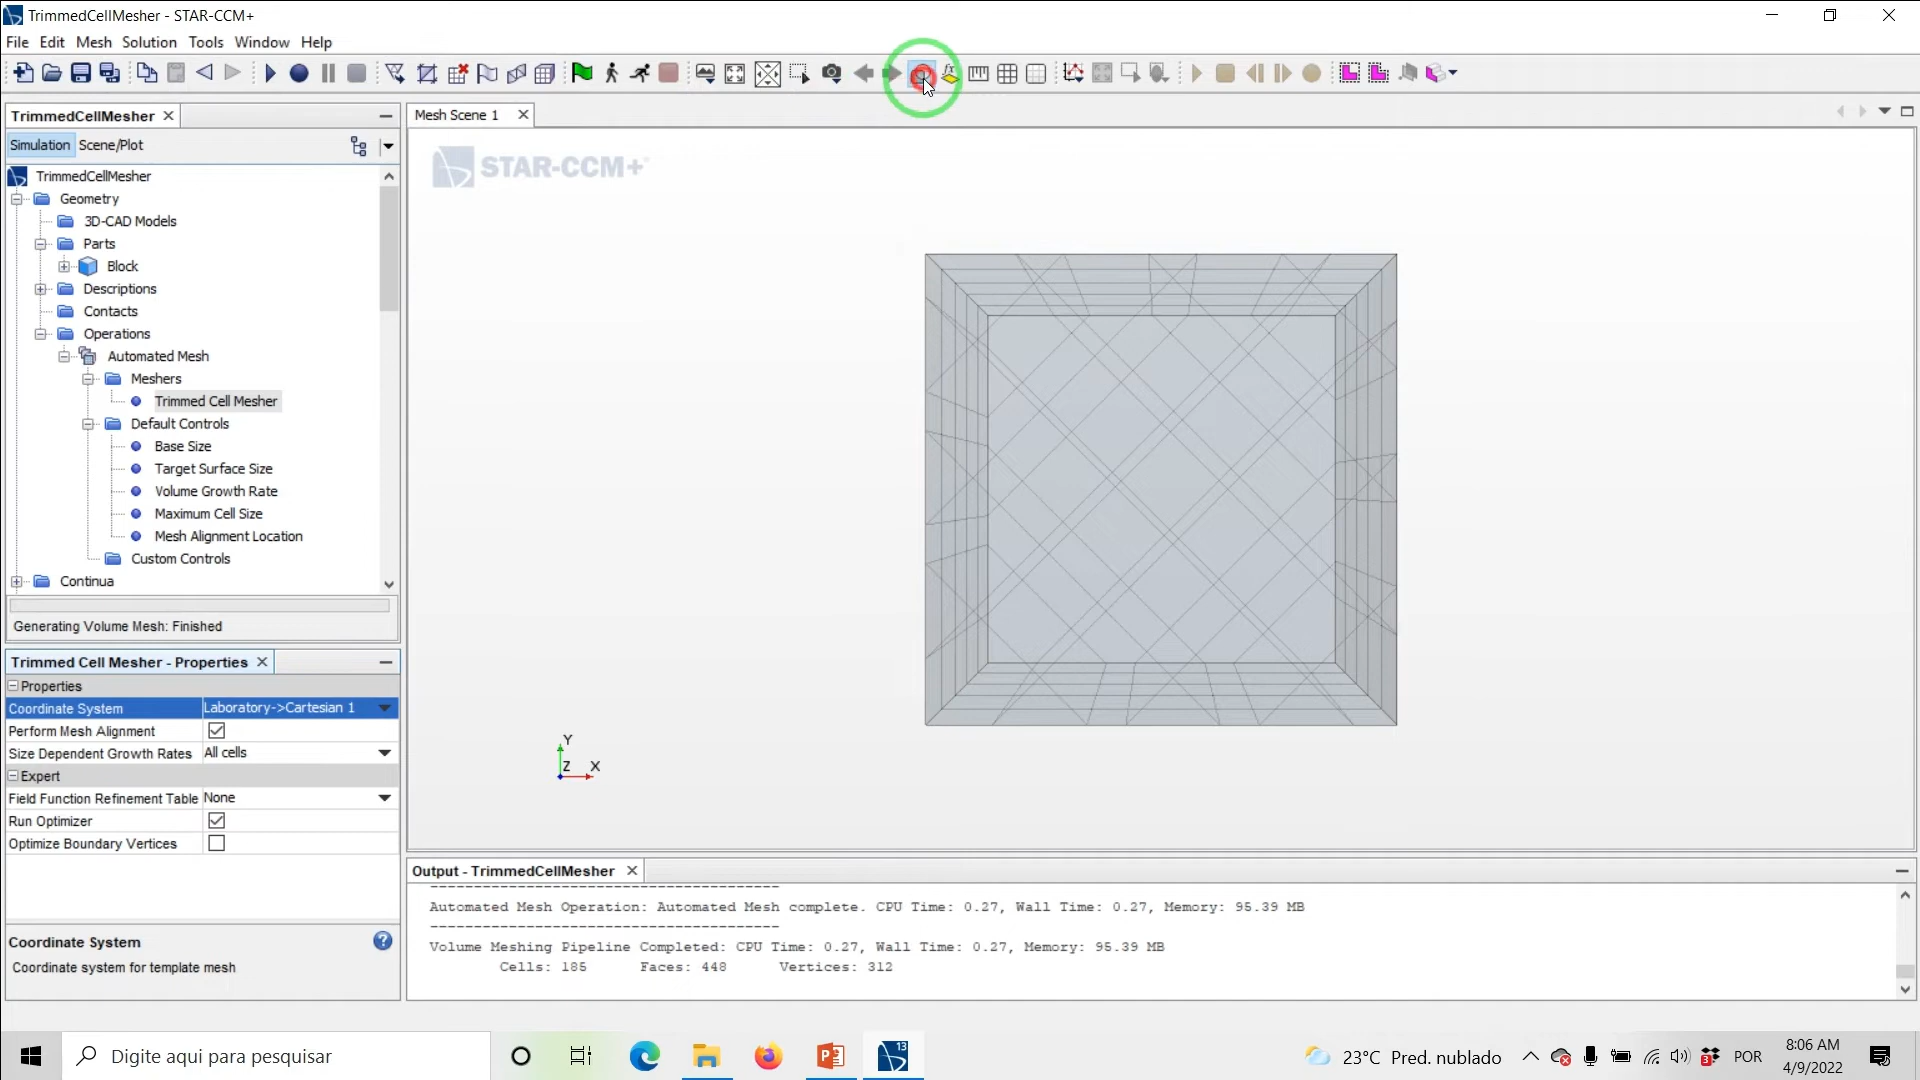 TrimmedCellMesher - STAR-CCM+
File Edit Mesh Solution Tools Window Help
TrimmedCellMesher
Simulation Scene/Plot
TrimmedCellMesher
Geometry
3D-CAD Models
Parts
Block
Descriptions
Contacts
Operations
Automated Mesh
Meshers
Trimmed Cell Mesher
Default Controls
Base Size
Target Surface Size
Volume Growth Rate
Maximum Cell Size
Mesh Alignment Location
Custom Controls
Continua
Generating Volume Mesh: Finished
Trimmed Cell Mesher - Properties
Properties
Coordinate System Laboratory->Cartesian 1
Perform Mesh Alignment
Size Dependent Growth Rates All cells
Expert
Field Function Refinement Table None
Run Optimizer
Optimize Boundary Vertices
Coordinate System
Coordinate system for template mesh
Mesh Scene 1
STAR-CCM+
Y
Z X
Output - TrimmedCellMesher
Automated Mesh Operation: Automated Mesh complete. CPU Time: 0.27, Wall Time: 0.27, Memory: 95.39 MB
Volume Meshing Pipeline Completed: CPU Time: 0.27, Wall Time: 0.27, Memory: 95.39 MB
Cells: 185 Faces: 448 Vertices: 312
Digite aqui para pesquisar
13
23°C Pred. nublado
3
POR
8:06 AM
4/9/2022